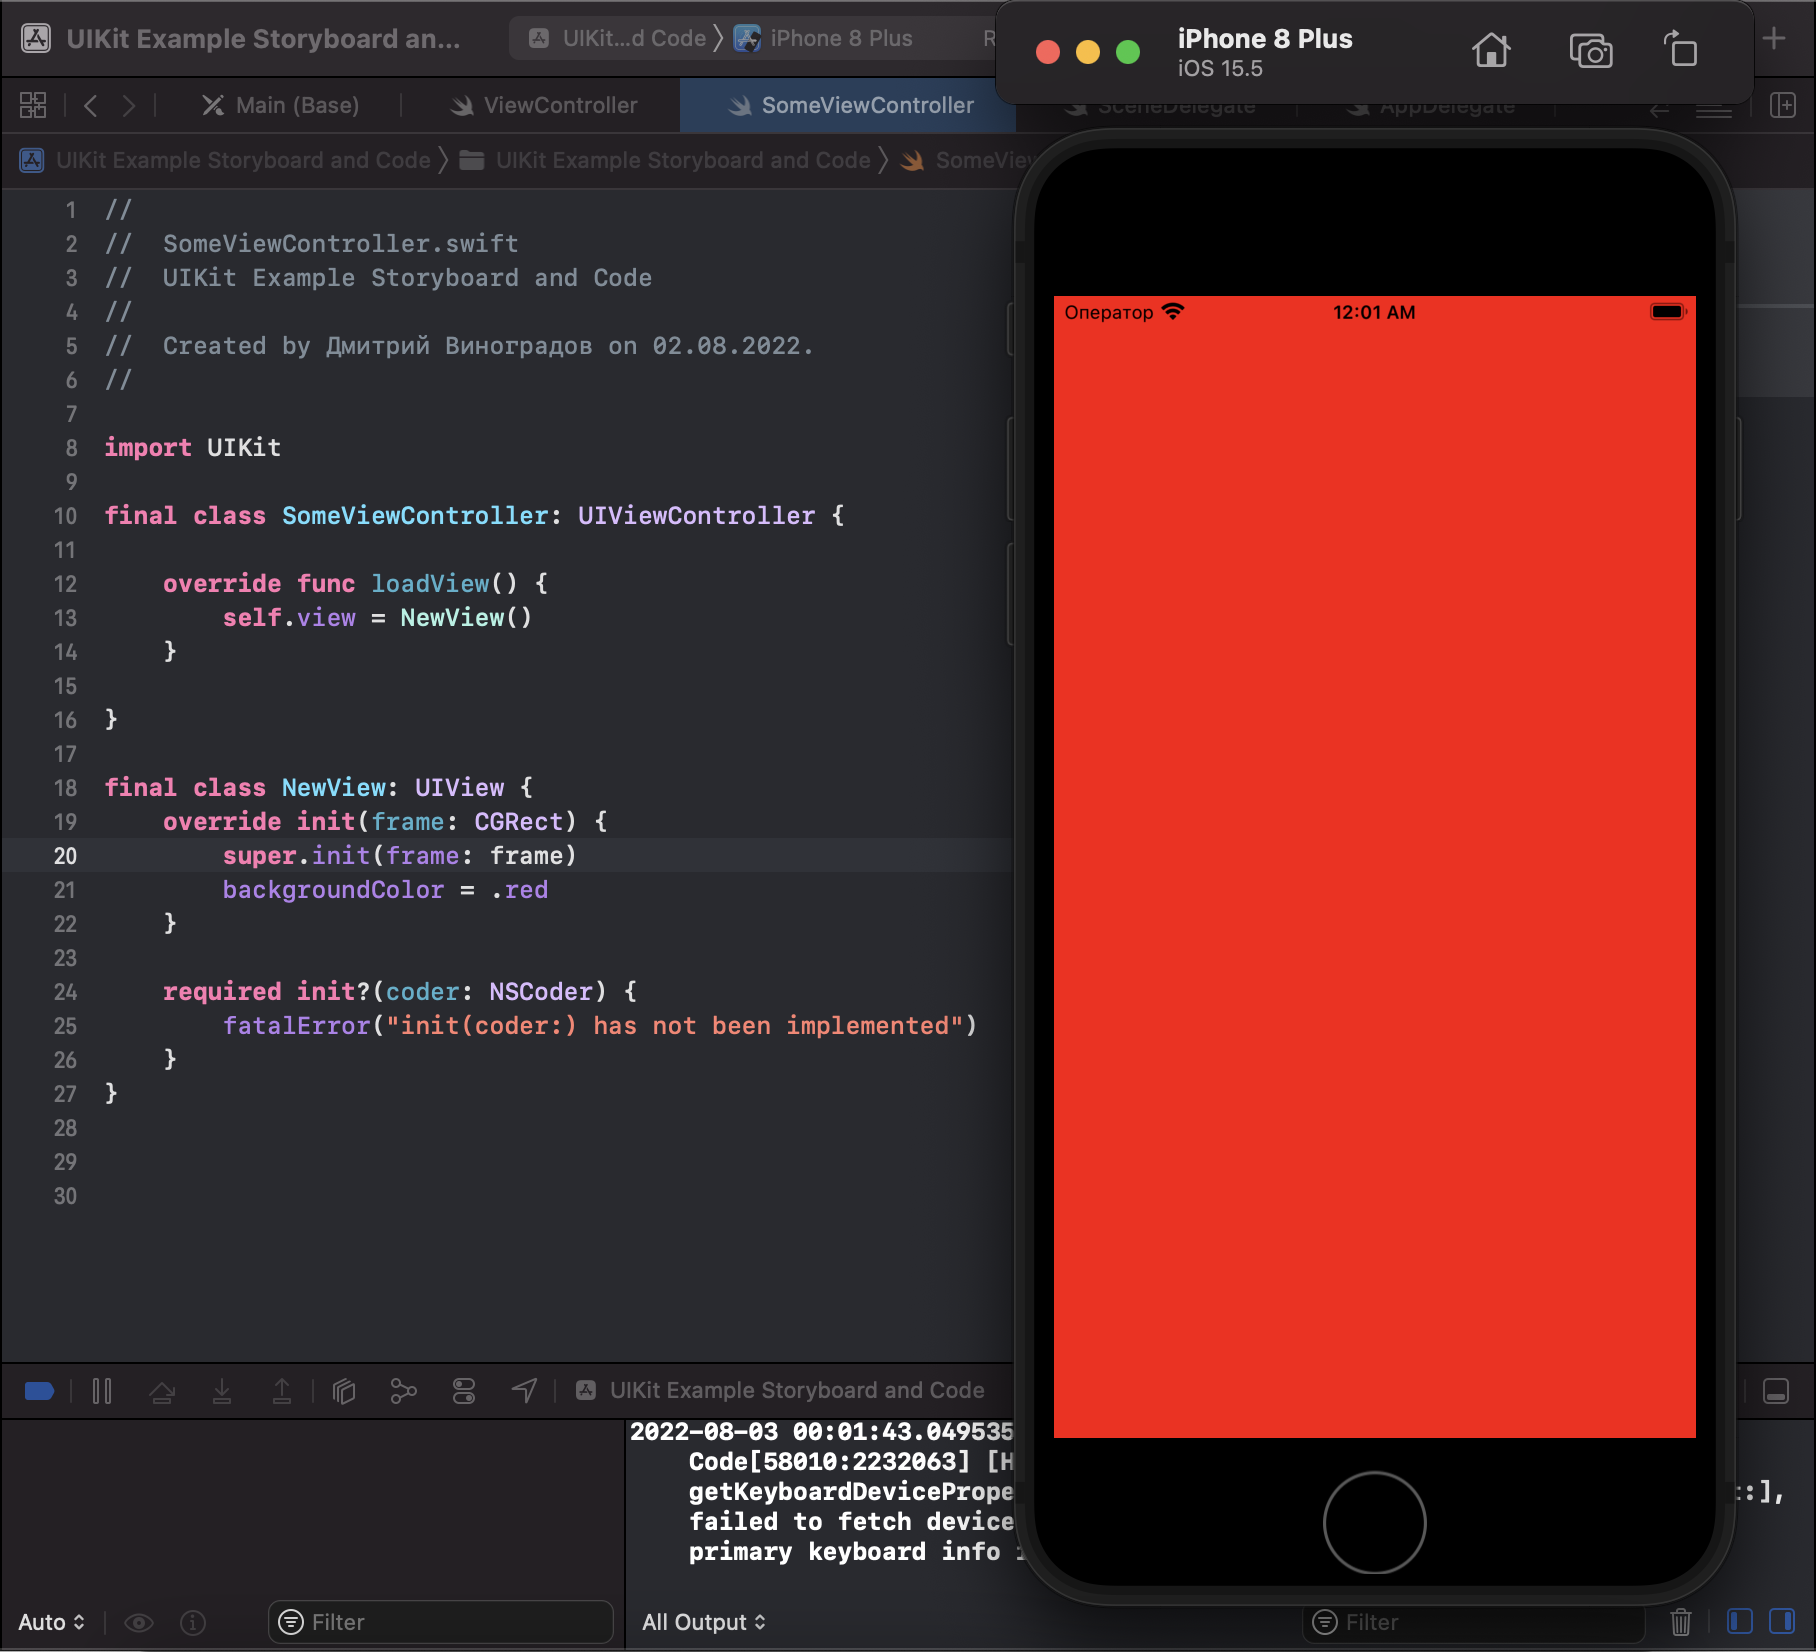 UIKit Example Storyboard an...
UIKit...d Code
iPhone 8 Plus
iPhone 8 Plus
iOS 15.5
Main (Base)
ViewController
SomeViewController
SceneDelegate
AppDelegate
UIKit Example Storyboard and Code
UIKit Example Storyboard and Code
SomeView
1 //
2 //  SomeViewController.swift
3 //  UIKit Example Storyboard and Code
4 //
5 //  Created by Дмитрий Виноградов on 02.08.2022.
6 //
7
8 import UIKit
9
10 final class SomeViewController: UIViewController {
11
12     override func loadView() {
13         self.view = NewView()
14     }
15
16 }
17
18 final class NewView: UIView {
19     override init(frame: CGRect) {
20         super.init(frame: frame)
21         backgroundColor = .red
22     }
23
24     required init?(coder: NSCoder) {
25         fatalError("init(coder:) has not been implemented")
26     }
27 }
28
29
30
Оператор
12:01 AM
UIKit Example Storyboard and Code
2022-08-03 00:01:43.049535
Code[58010:2232063] [H
getKeyboardDevicePrope
::],
failed to fetch device
primary keyboard info
Auto
Filter
All Output
Filter